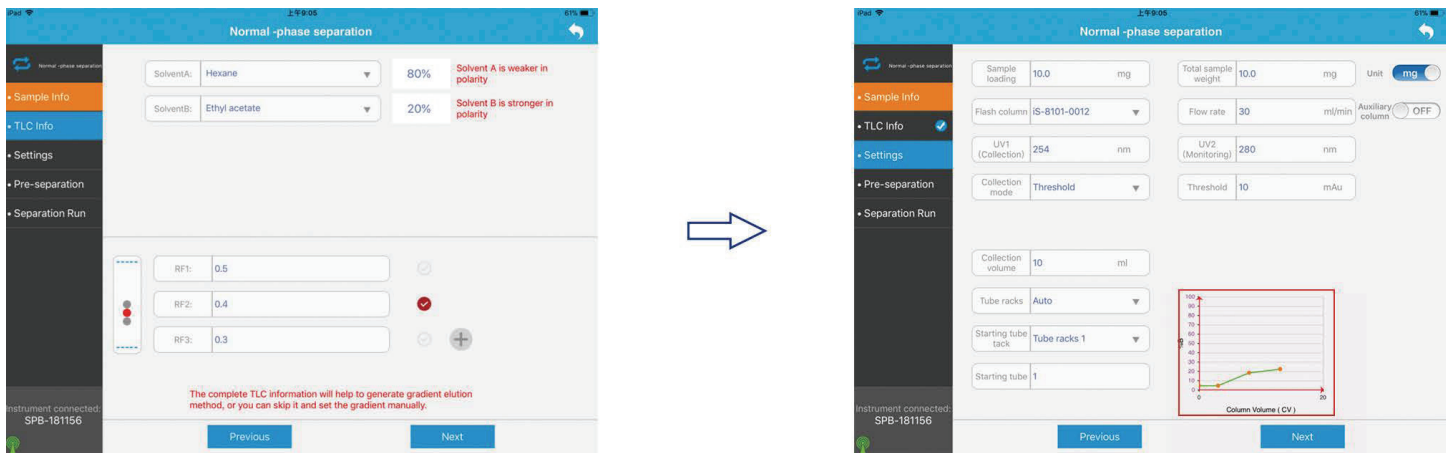 iPad
上午9:05
61%
Normal -phase separation
Normal -phase separation
• Sample Info
• TLC Info
• Settings
• Pre-separation
• Separation Run
Instrument connected:
SPB-181156
SolventA: Hexane 80%
Solvent A is weaker in
polarity
SolventB: Ethyl acetate 20%
Solvent B is stronger in
polarity
RF1: 0.5
RF2: 0.4
RF3: 0.3
The complete TLC information will help to generate gradient elution
method, or you can skip it and set the gradient manually.
Previous Next
iPad
上午9:05
61%
Normal -phase separation
Normal -phase separation
• Sample Info
• TLC Info
• Settings
• Pre-separation
• Separation Run
Instrument connected:
SPB-181156
Sample
loading
10.0 mg
Total sample
weight
10.0 mg
Unit mg
Flash column iS-8101-0012
Flow rate 30 ml/min
Auxiliary
column
OFF
UV1
(Collection)
254 nm
UV2
(Monitoring)
280 nm
Collection
mode
Threshold
Threshold 10 mAu
Collection
volume
10 ml
Tube racks Auto
Starting tube
tack
Tube racks 1
Starting tube 1
100
90
80
70
60
50
40
30
20
10
0
%B
0 20
Column Volume ( CV )
Previous Next